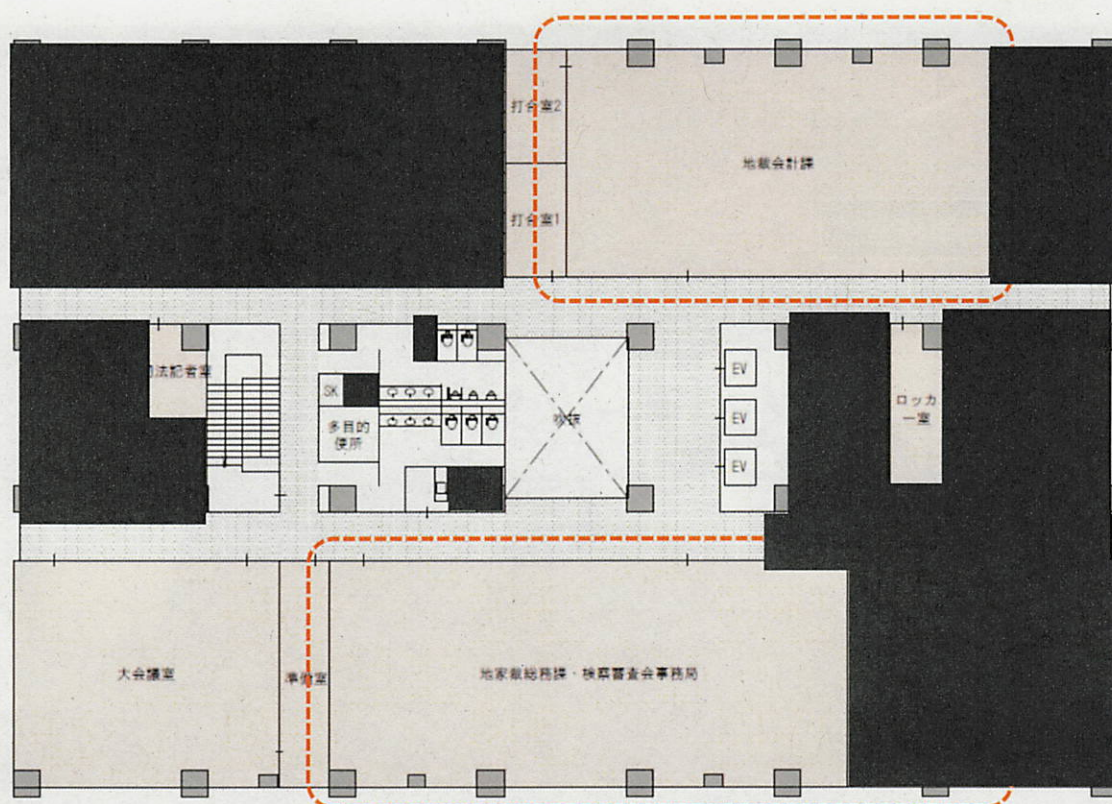 打合室2
地裁会計課
打合室1
司法記者室
SK
多目的
便所
吹抜
EV
EV
EV
ロッカ
ー室
大会議室
準備室
地家裁総務課・検察審査会事務局